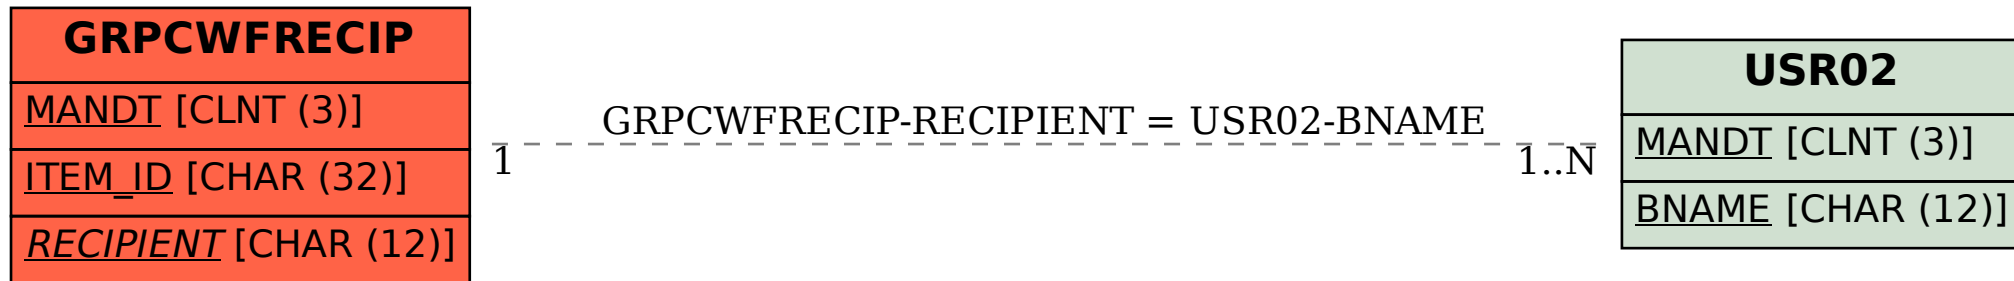 GRPCWFRECIP
MANDT [CLNT (3)]
ITEM_ID [CHAR (32)]
RECIPIENT [CHAR (12)]
GRPCWFRECIP-RECIPIENT = USR02-BNAME
1
1..N
USR02
MANDT [CLNT (3)]
BNAME [CHAR (12)]